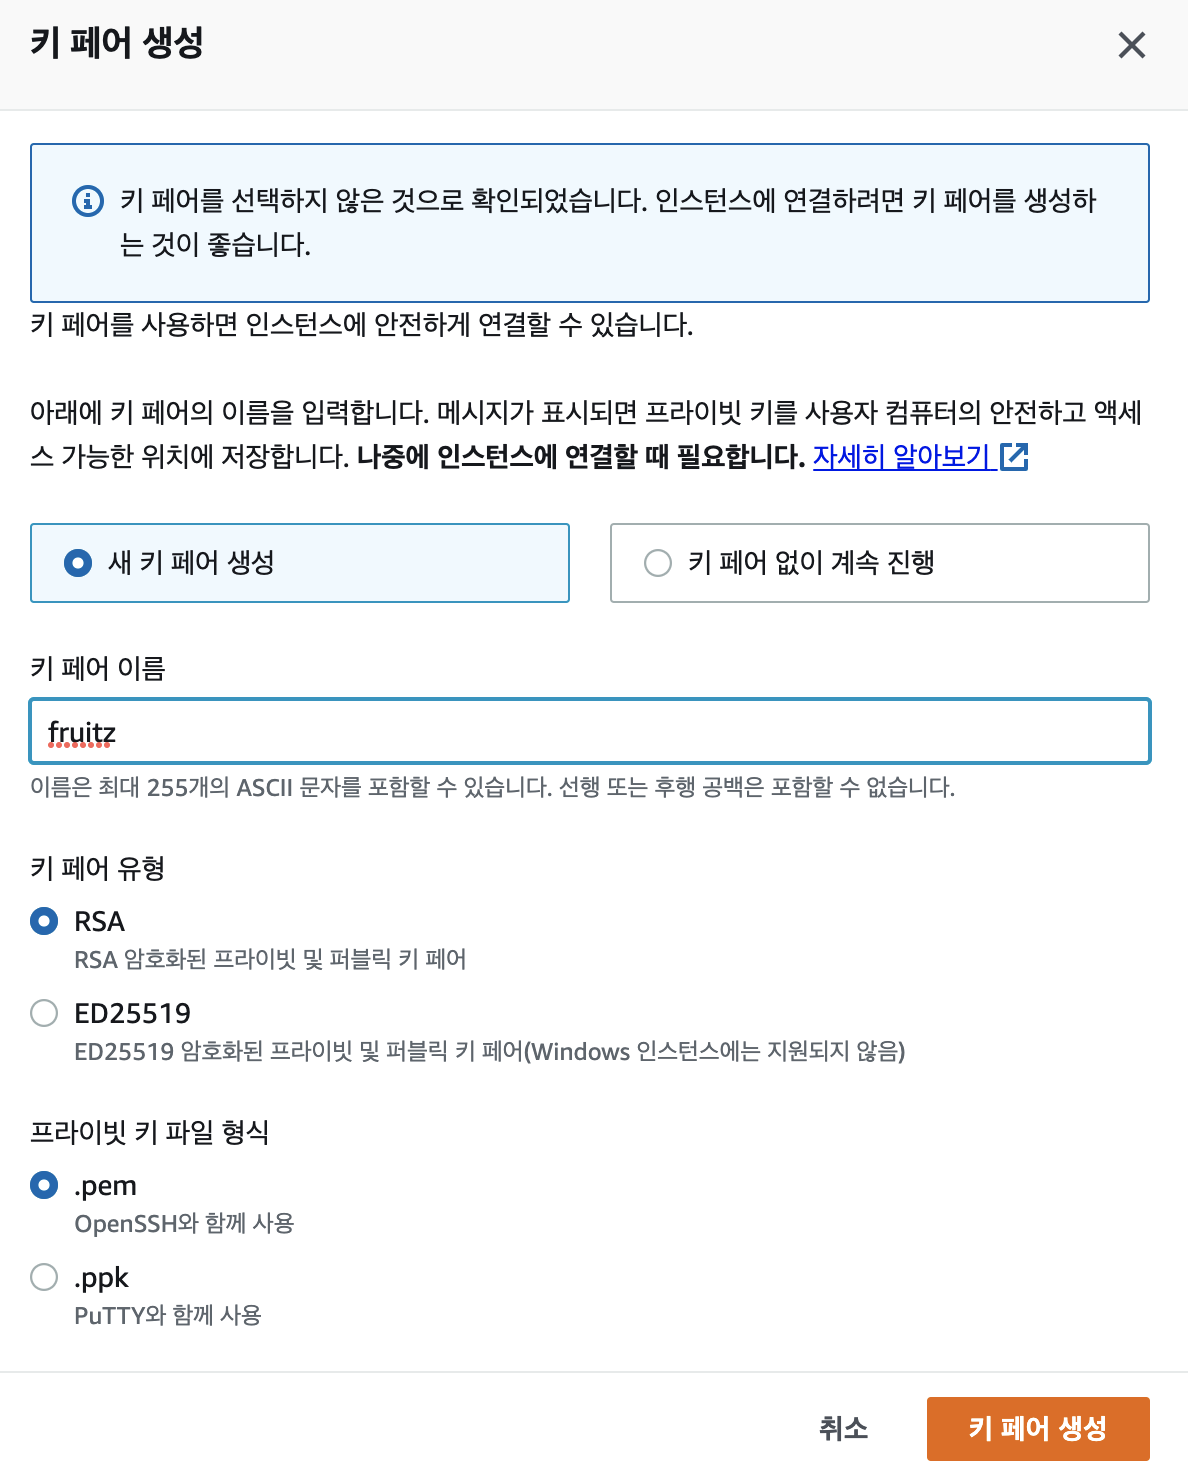 키 페어 생성
키 페어를 선택하지 않은 것으로 확인되었습니다. 인스턴스에 연결하려면 키 페어를 생성하
는 것이 좋습니다.
키 페어를 사용하면 인스턴스에 안전하게 연결할 수 있습니다.
아래에 키 페어의 이름을 입력합니다. 메시지가 표시되면 프라이빗 키를 사용자 컴퓨터의 안전하고 액세
스 가능한 위치에 저장합니다. 나중에 인스턴스에 연결할 때 필요합니다. 자세히 알아보기
새 키 페어 생성
키 페어 없이 계속 진행
키 페어 이름
fruitz
이름은 최대 255개의 ASCII 문자를 포함할 수 있습니다. 선행 또는 후행 공백은 포함할 수 없습니다.
키 페어 유형
RSA
RSA 암호화된 프라이빗 및 퍼블릭 키 페어
ED25519
ED25519 암호화된 프라이빗 및 퍼블릭 키 페어(Windows 인스턴스에는 지원되지 않음)
프라이빗 키 파일 형식
.pem
OpenSSH와 함께 사용
.ppk
PuTTY와 함께 사용
취소
키 페어 생성